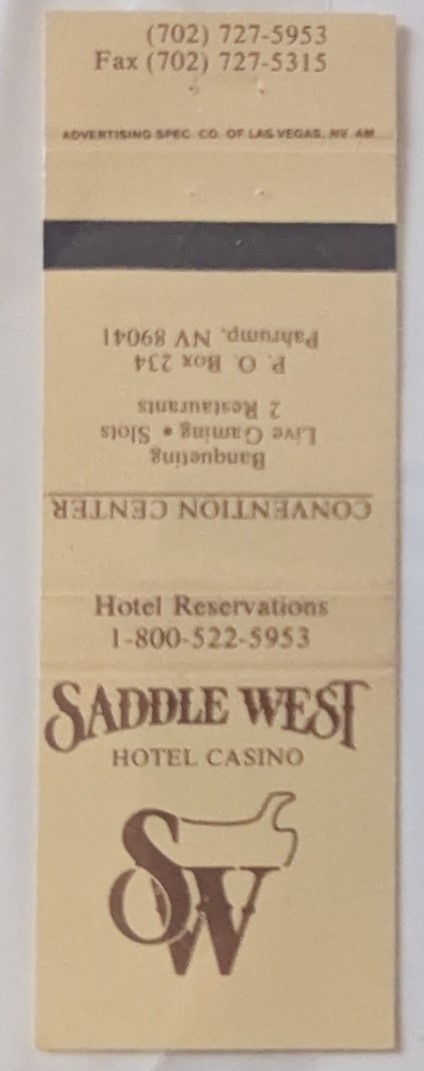 (702) 727-5953
Fax (702) 727-5315
ADVERTISING SPEC. CO. OF LAS VEGAS, NV AM
CONVENTION CENTER
Banqueting
Live Gaming • Slots
2 Restaurants
P. O. Box 234
Pahrump, NV 89041
Hotel Reservations
1-800-522-5953
SADDLE WEST
HOTEL CASINO
SW